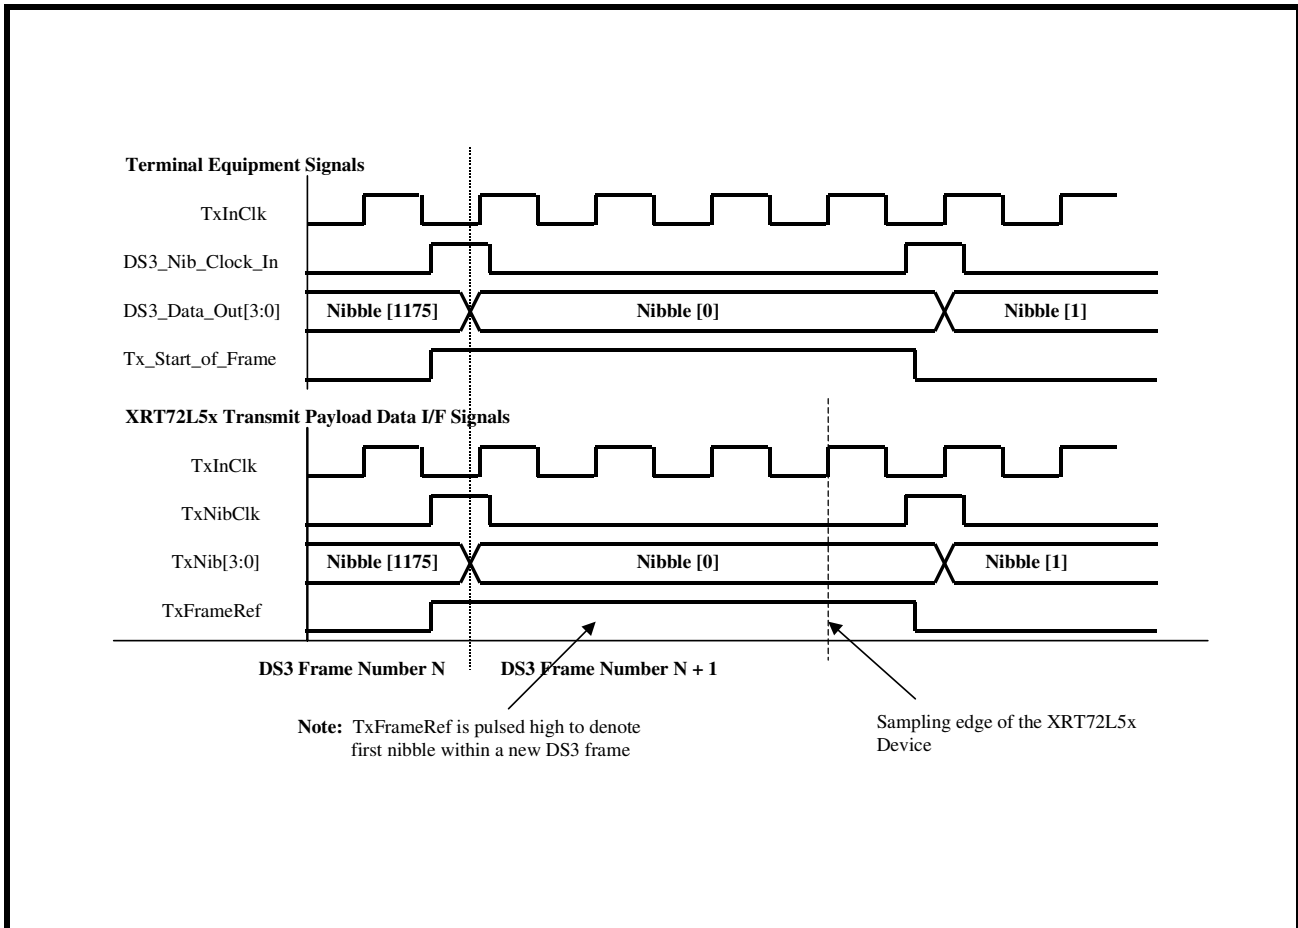 Terminal Equipment Signals
TxInClk
DS3_Nib_Clock_In
DS3_Data_Out[3:0]
Nibble [1175]
Nibble [0]
Nibble [1]
Tx_Start_of_Frame
XRT72L5x Transmit Payload Data I/F Signals
TxInClk
TxNibClk
TxNib[3:0]
Nibble [1175]
Nibble [0]
Nibble [1]
TxFrameRef
DS3 Frame Number N
DS3 Frame Number N + 1
Note: TxFrameRef is pulsed high to denote
first nibble within a new DS3 frame
Sampling edge of the XRT72L5x
Device